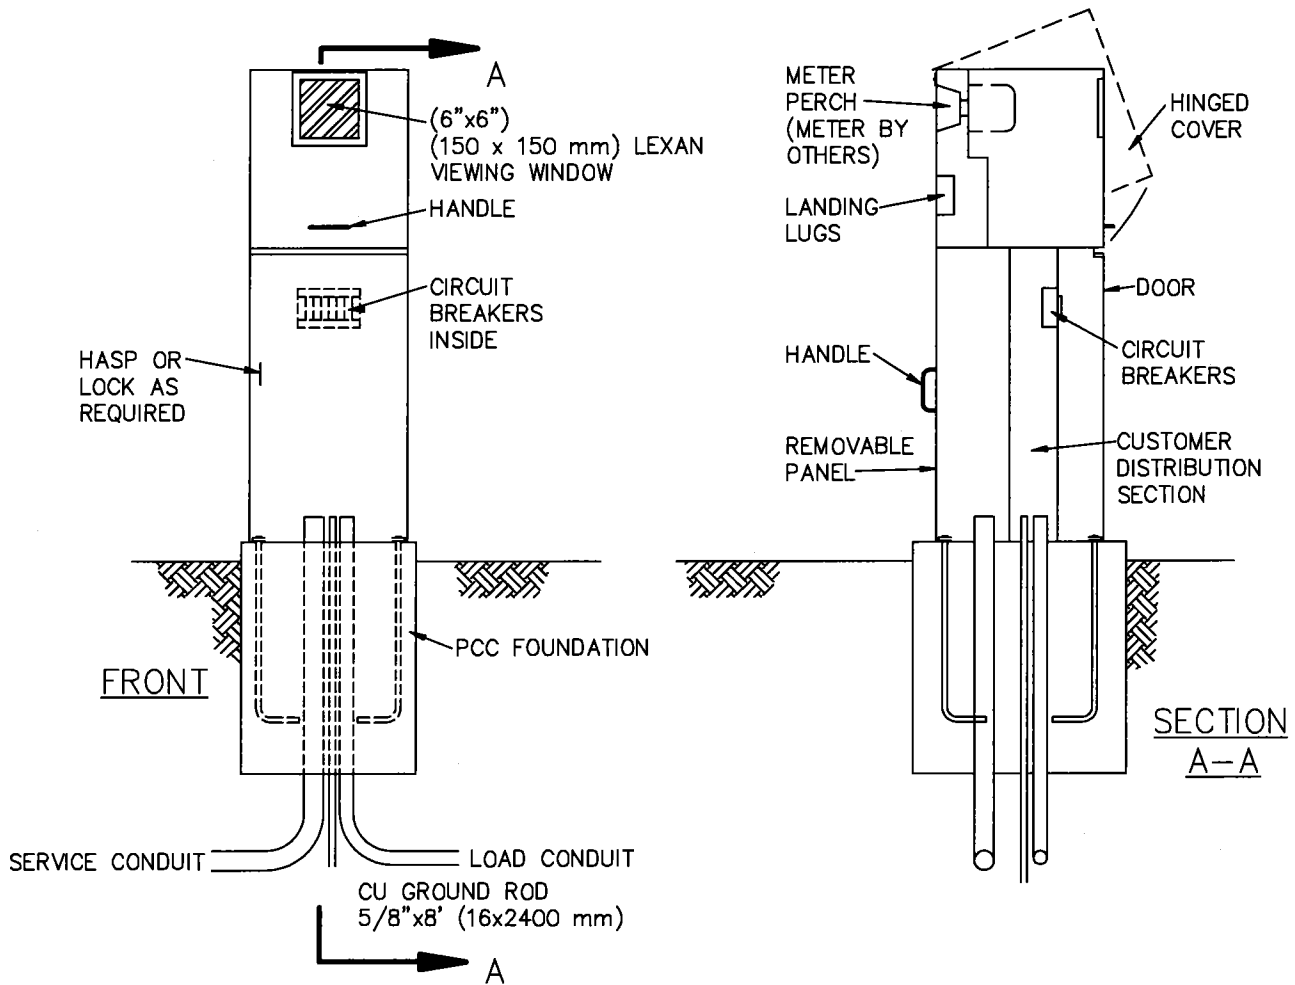 A
(6"x6")
(150 x 150 mm) LEXAN
VIEWING WINDOW
HANDLE
CIRCUIT
BREAKERS
INSIDE
HASP OR
LOCK AS
REQUIRED
PCC FOUNDATION
FRONT
SERVICE CONDUIT
LOAD CONDUIT
CU GROUND ROD
5/8"x8' (16x2400 mm)
A
METER
PERCH
(METER BY
OTHERS)
HINGED
COVER
LANDING
LUGS
DOOR
HANDLE
CIRCUIT
BREAKERS
REMOVABLE
PANEL
CUSTOMER
DISTRIBUTION
SECTION
SECTION
A-A